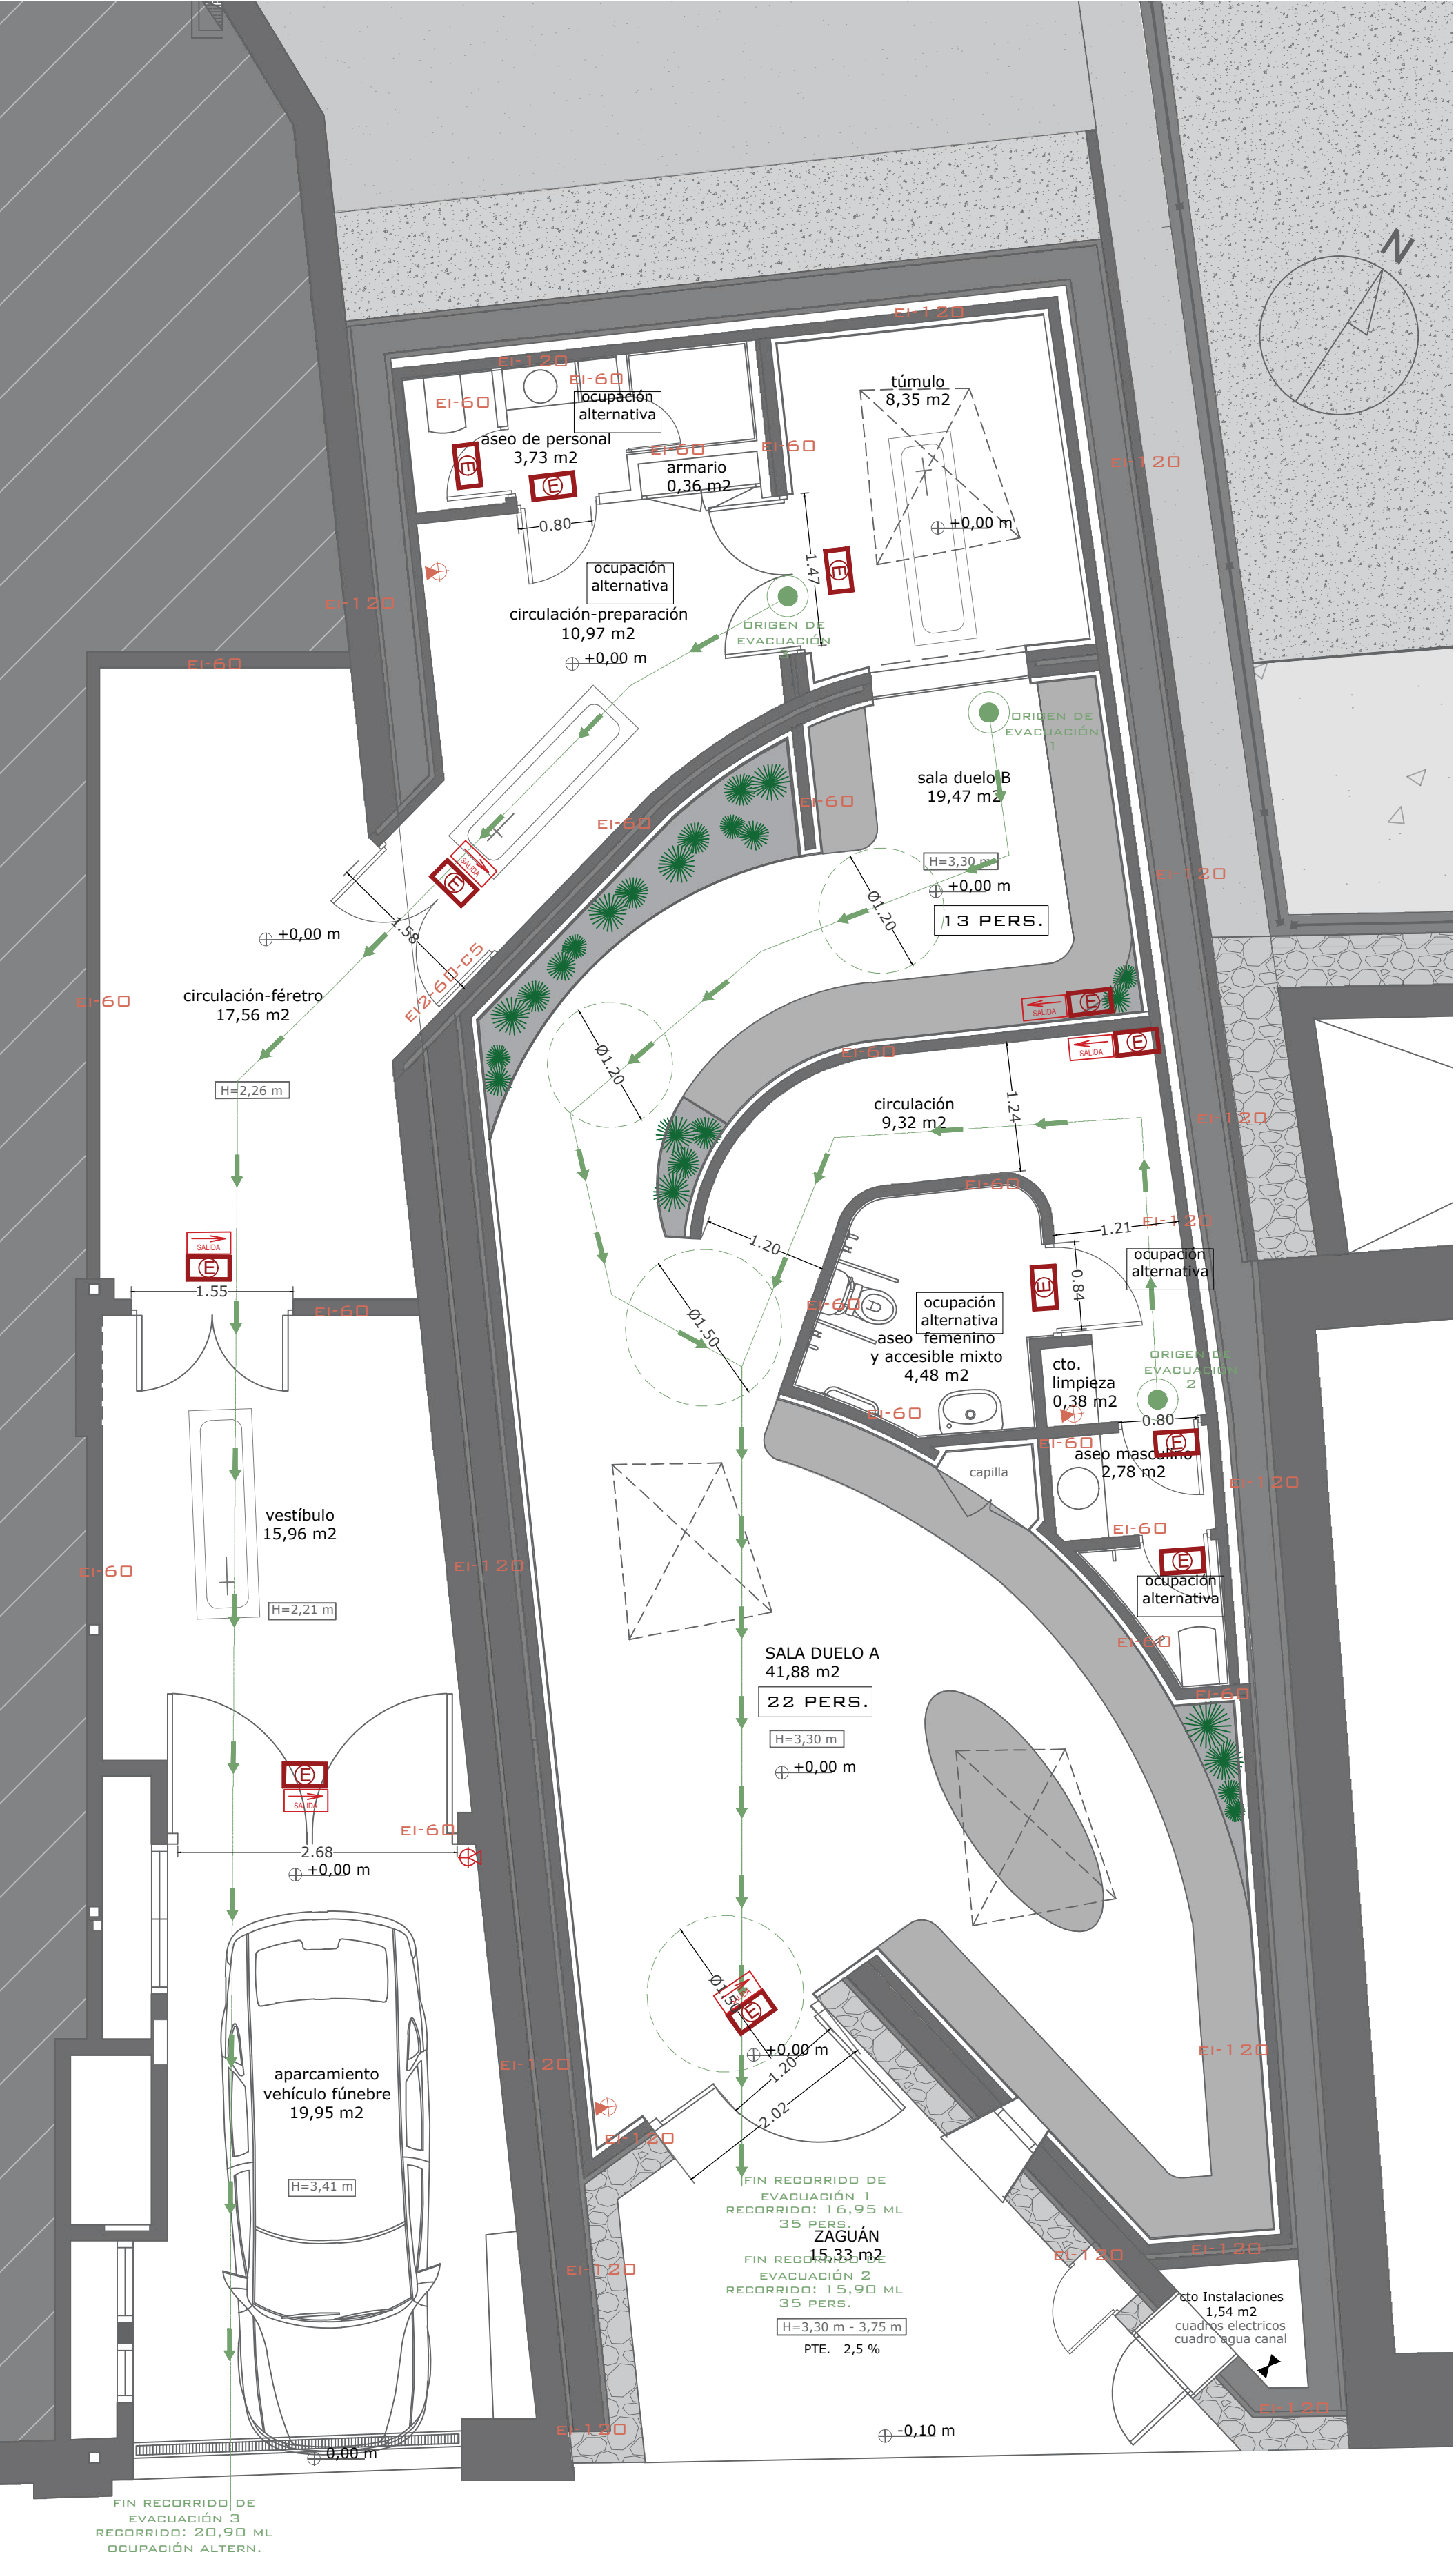 N
EI-120
EI-120
EI-60
EI-60
ocupación
alternativa
túmulo
8,35 m2
aseo de personal
3,73 m2
EI-60
EI-60
armario
0,36 m2
EI-120
E
E
0.80
+0,00 m
1.47
E
ocupación
alternativa
circulación-preparación
10,97 m2
+0,00 m
EI-120
ORIGEN DE
EVACUACIÓN
EI-60
ORIGEN DE
EVACUACIÓN
1
sala duelo B
19,47 m2
EI-60
EI-60
H=3,30 m
+0,00 m
13 PERS.
Ø1.20
EI-120
SALIDA
E
1.58
+0,00 m
EI2-60-C5
circulación-féretro
17,56 m2
EI-60
H=2,26 m
SALIDA
E
SALIDA
E
EI-60
Ø1.20
circulación
9,32 m2
1.24
EI-120
EI-60
1.21
EI-120
1.20
SALIDA
E
1.55
EI-60
ocupación
alternativa
E
0.84
EI-60
ocupación
alternativa
aseo femenino
y accesible mixto
4,48 m2
Ø1.50
ORIGEN DE
EVACUACIÓN
2
cto.
limpieza
0,38 m2
EI-60
0.80
E
EI-60
aseo masculino
2,78 m2
capilla
EI-120
EI-60
E
ocupación
alternativa
vestíbulo
15,96 m2
EI-60
EI-120
H=2,21 m
EI-60
SALA DUELO A
41,88 m2
22 PERS.
EI-60
H=3,30 m
+0,00 m
E
SALIDA
EI-60
2.68
+0,00 m
Ø1.50
SALIDA
E
+0,00 m
1.20
2.02
EI-120
EI-120
aparcamiento
vehículo fúnebre
19,95 m2
H=3,41 m
EI-120
FIN RECORRIDO DE
EVACUACIÓN 1
RECORRIDO: 16,95 ML
35 PERS.
ZAGUÁN
15,33 m2
FIN RECORRIDO DE
EVACUACIÓN 2
RECORRIDO: 15,90 ML
35 PERS.
H=3,30 m - 3,75 m
PTE. 2,5 %
EI-120
EI-120
EI-120
cto Instalaciones
1,54 m2
cuadros electricos
cuadro agua canal
EI-120
EI-120
-0,10 m
0,00 m
FIN RECORRIDO DE
EVACUACIÓN 3
RECORRIDO: 20,90 ML
OCUPACIÓN ALTERN.